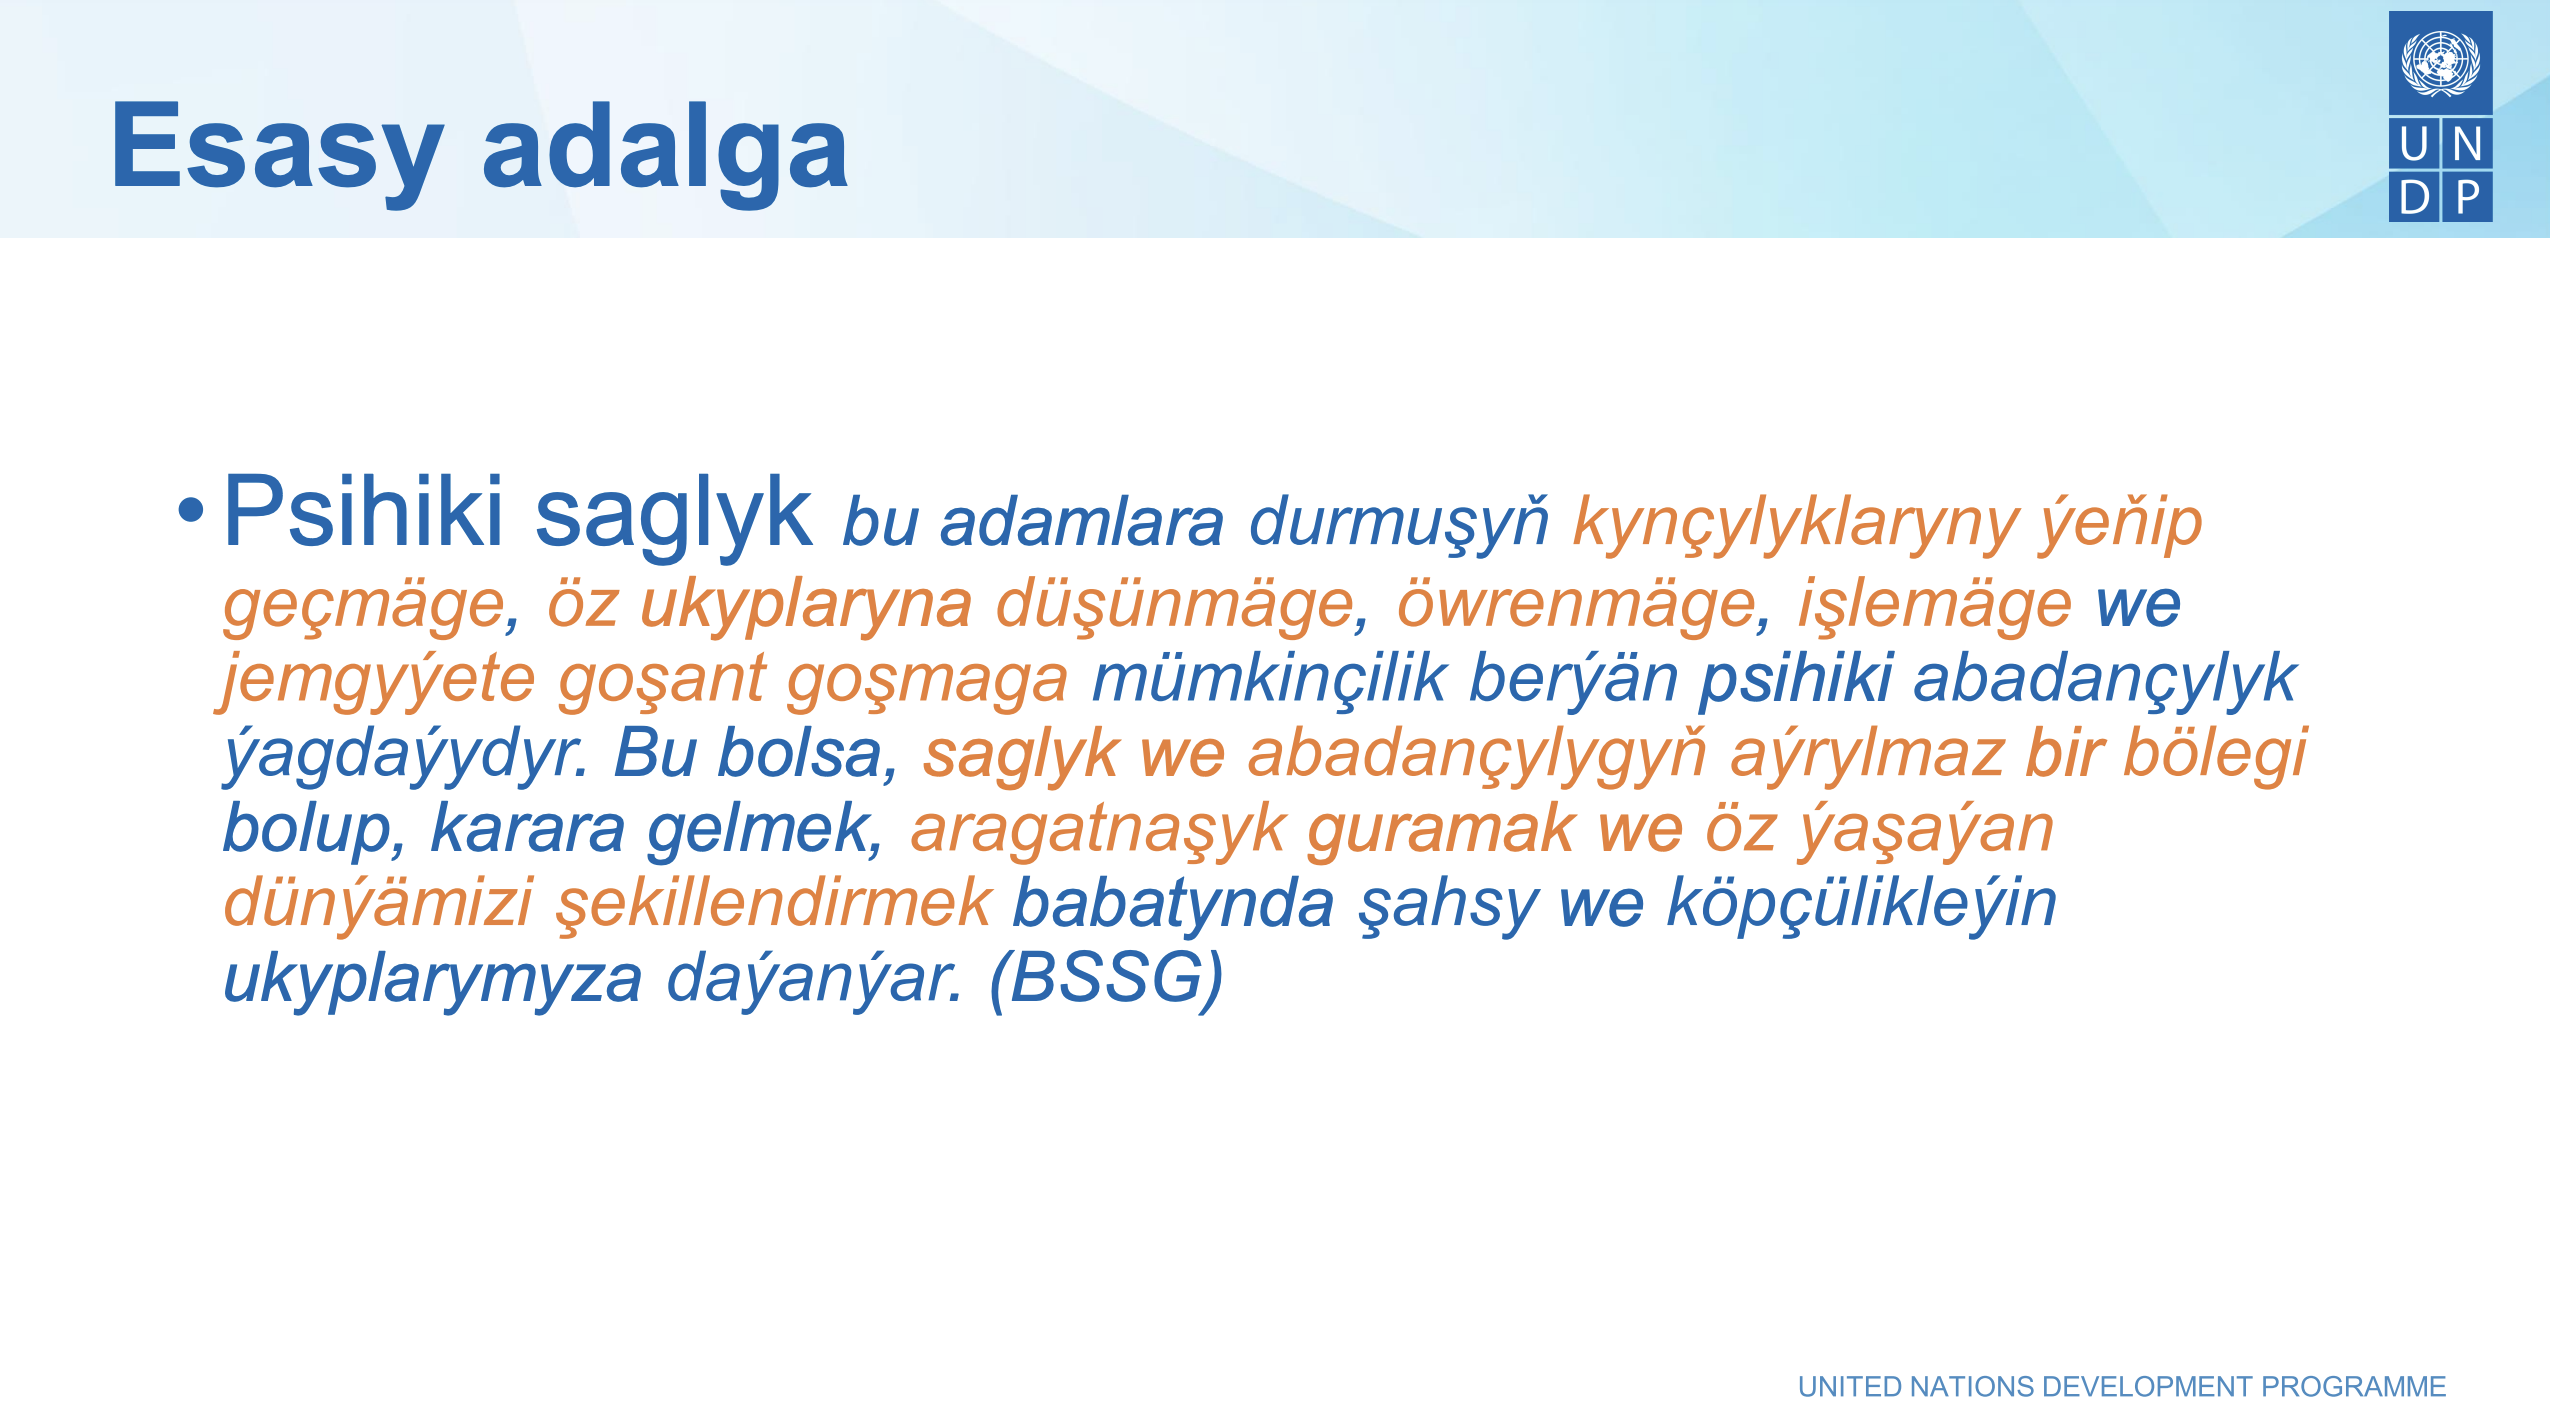 Esasy adalga
U N
D P
• Psihiki saglyk bu adamlara durmuşyň kynçylyklaryny ýeňip
geçmäge, öz ukyplaryna düşünmäge, öwrenmäge, işlemäge we
jemgyýete goşant goşmaga mümkinçilik berýän psihiki abadançylyk
ýagdaýydyr. Bu bolsa, saglyk we abadançylygyň aýrylmaz bir bölegi
bolup, karara gelmek, aragatnaşyk guramak we öz ýaşaýan
dünýämizi şekillendirmek babatynda şahsy we köpçülikleýin
ukyplarymyza daýanýar. (BSSG)
UNITED NATIONS DEVELOPMENT PROGRAMME